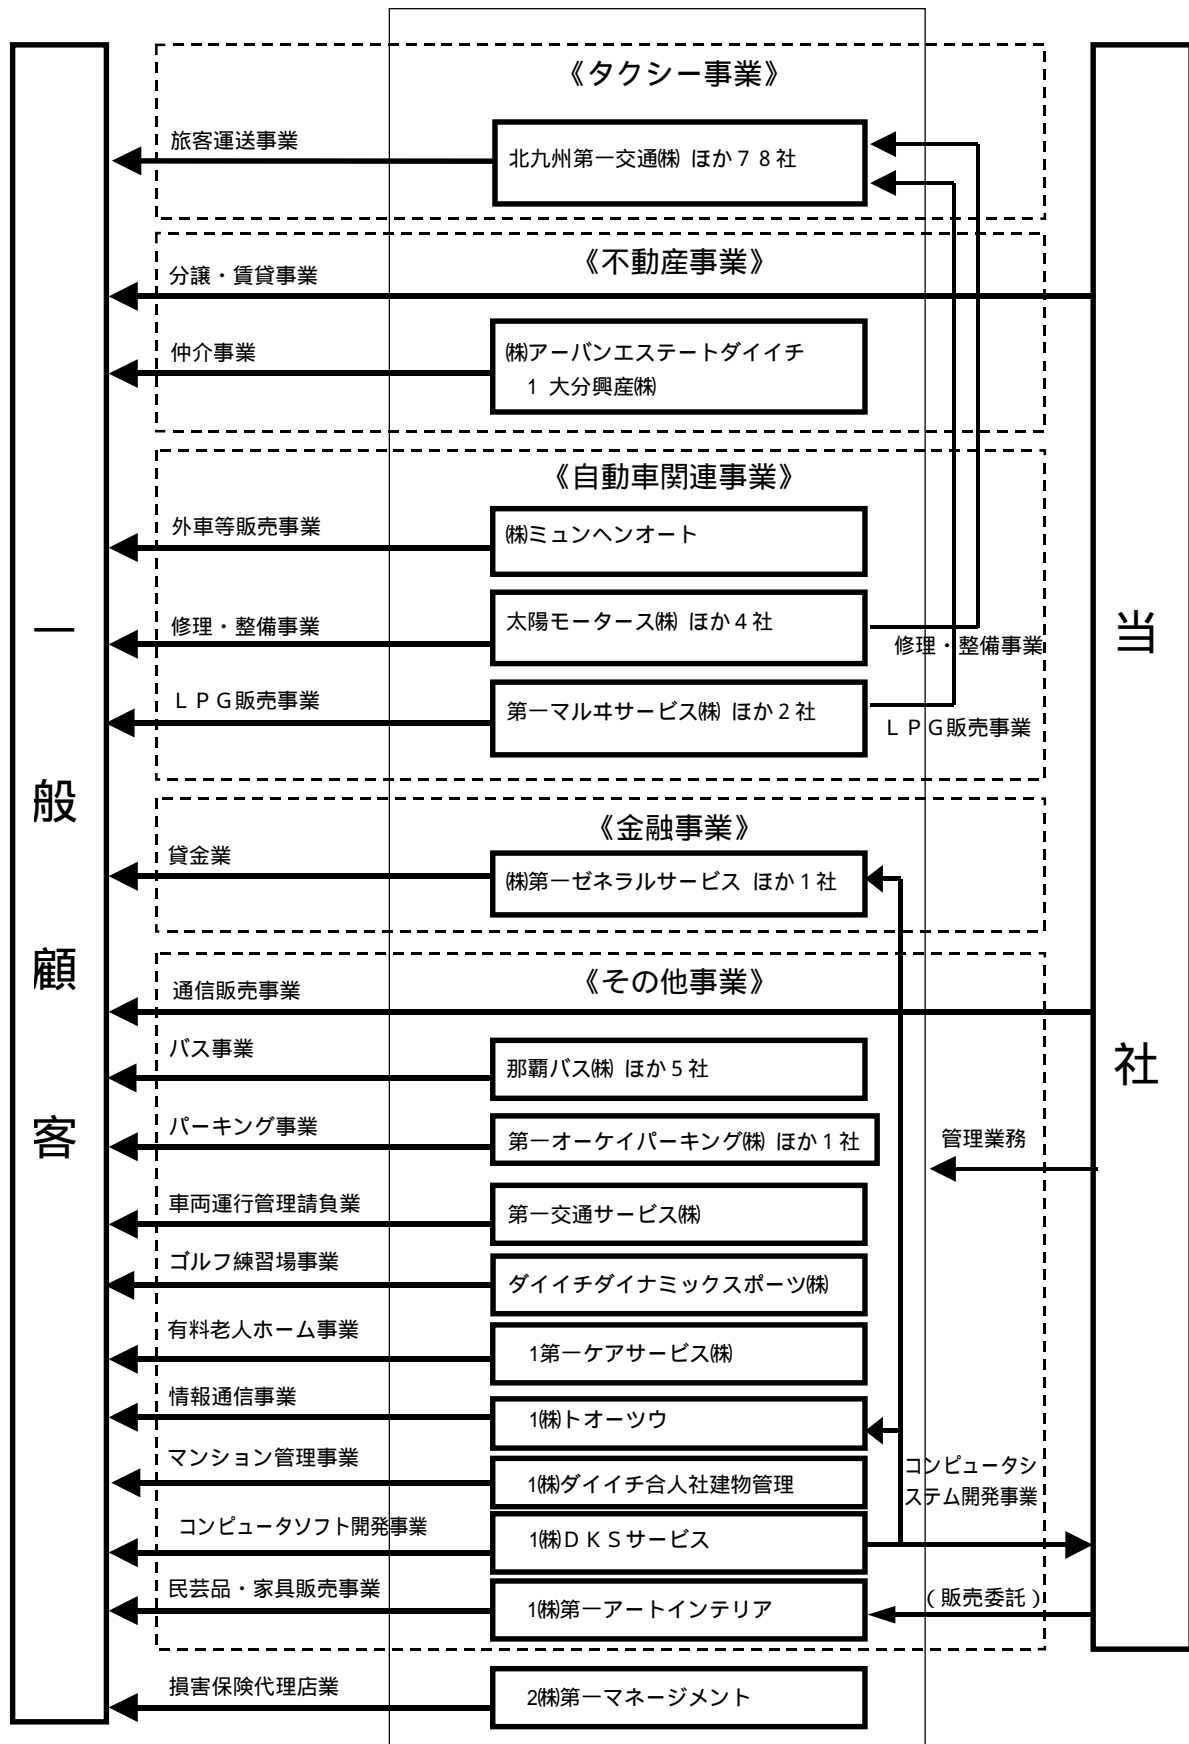 《タクシー事業》
旅客運送事業
北九州第一交通㈱ ほか７８社
《不動産事業》
分譲・賃貸事業
仲介事業
㈱アーバンエステートダイイチ
1 大分興産㈱
《自動車関連事業》
外車等販売事業
㈱ミュンヘンオート
修理・整備事業
太陽モータース㈱ ほか４社
修理・整備事業
ＬＰＧ販売事業
第一マルヰサービス㈱ ほか２社
ＬＰＧ販売事業
《金融事業》
貸金業
㈱第一ゼネラルサービス ほか１社
《その他事業》
通信販売事業
バス事業
那覇バス㈱ ほか５社
パーキング事業
第一オーケイパーキング㈱ ほか１社
管理業務
車両運行管理請負業
第一交通サービス㈱
ゴルフ練習場事業
ダイイチダイナミックスポーツ㈱
有料老人ホーム事業
1第一ケアサービス㈱
情報通信事業
1㈱トオーツウ
マンション管理事業
1㈱ダイイチ合人社建物管理
コンピュータシ
ステム開発事業
コンピュータソフト開発事業
1㈱ＤＫＳサービス
民芸品・家具販売事業
1㈱第一アートインテリア
（販売委託）
損害保険代理店業
2㈱第一マネージメント
一般顧客
当社